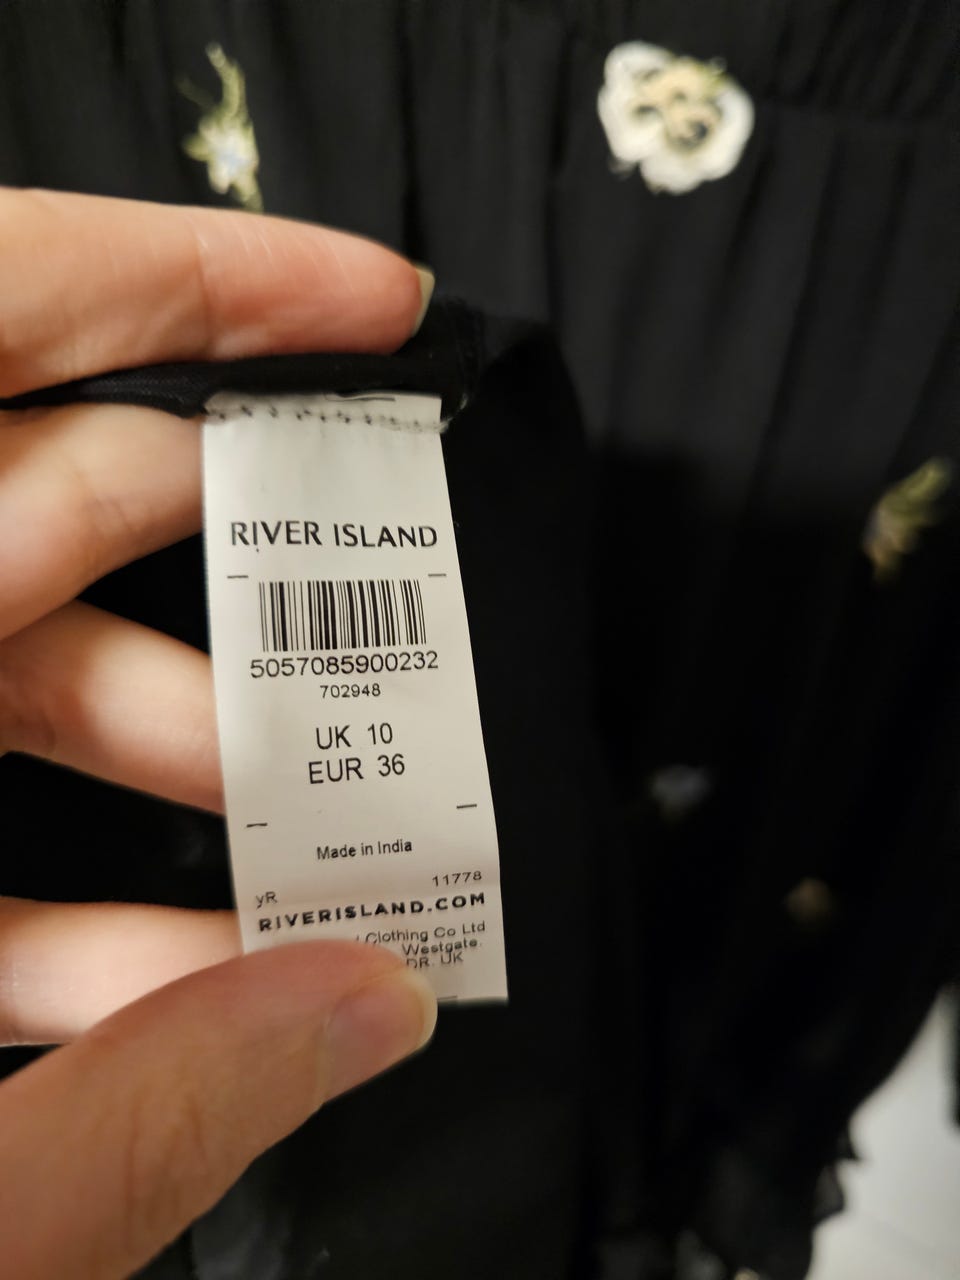 RIVER ISLAND
5057085900232
702948
UK 10
EUR 36
Made in India
11778
yR
RIVERISLAND.COM
Clothing Co Ltd
Westgate.
DR. UK